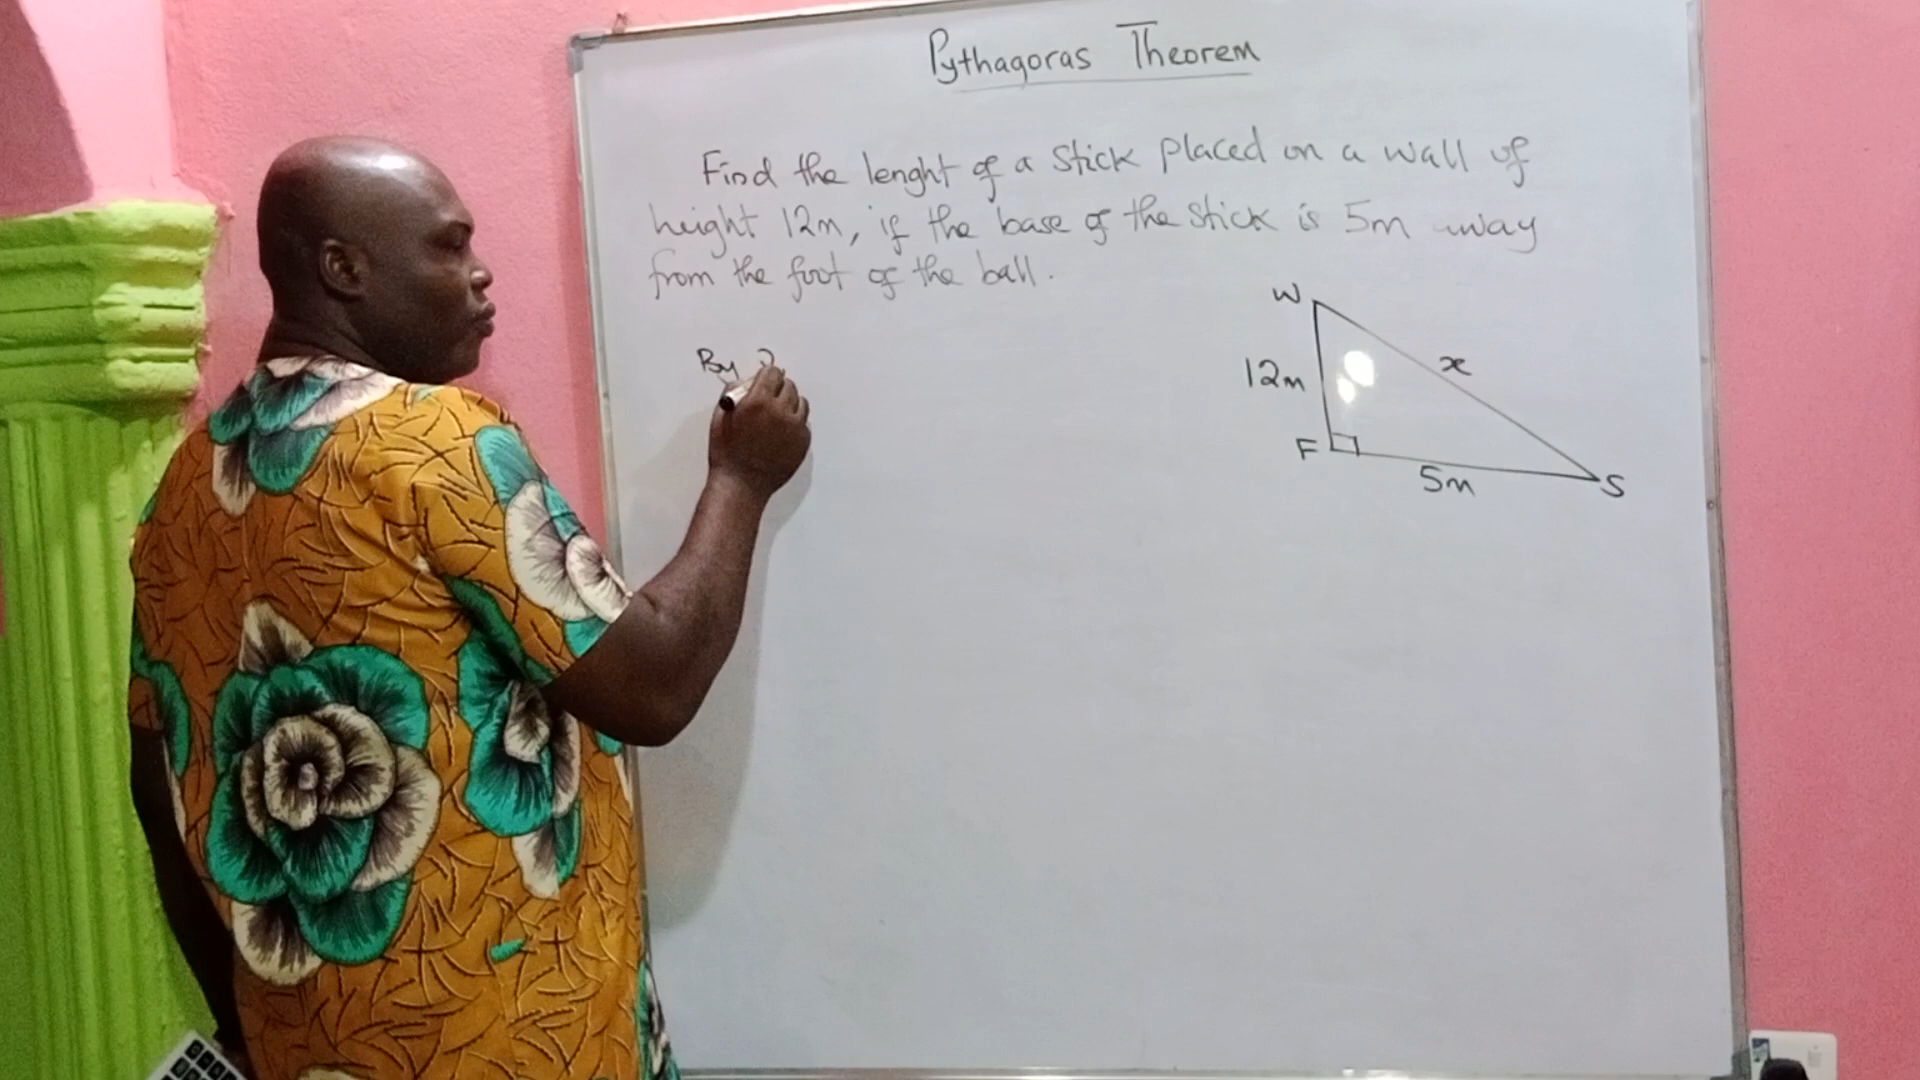 Pythagoras Theorem
Find the lenght of a stick placed on a wall of
height 12m, if the base of the stick is 5m away
from the foot of the ball.
W
12m
x
F
5m
S
By P